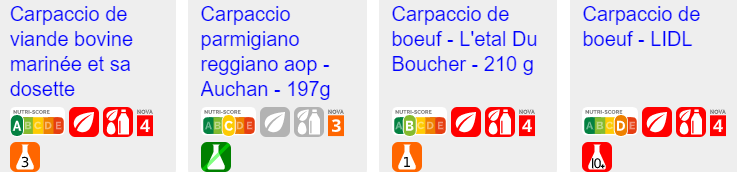 Carpaccio de
viande bovine
marinée et sa
dosette
NUTRI-SCORE
A B C D E
NOVA
4
3
Carpaccio
parmigiano
reggiano aop -
Auchan - 197g
NUTRI-SCORE
A B C D E
NOVA
3
Carpaccio de
boeuf - L'etal Du
Boucher - 210 g
NUTRI-SCORE
A B C D E
NOVA
4
1
Carpaccio de
boeuf - LIDL
NUTRI-SCORE
A B C D E
NOVA
4
10+